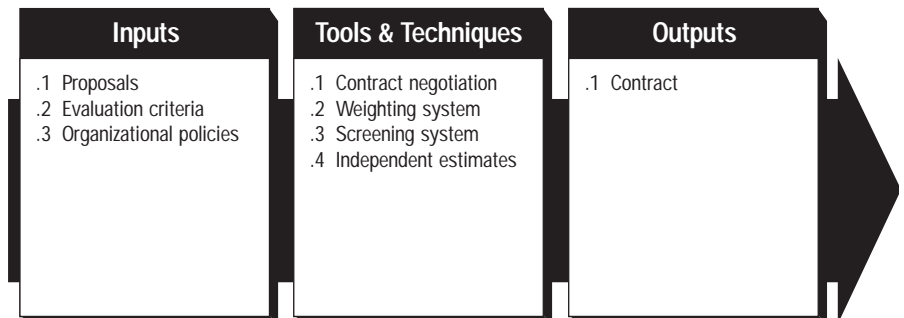 Inputs
.1 Proposals
.2 Evaluation criteria
.3 Organizational policies
Tools & Techniques
.1 Contract negotiation
.2 Weighting system
.3 Screening system
.4 Independent estimates
Outputs
.1 Contract